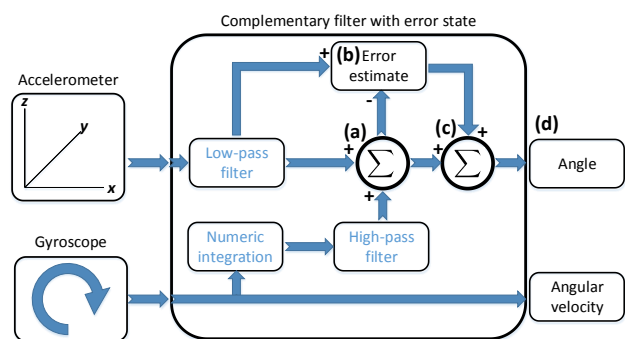 Complementary filter with error state
Accelerometer
z
y
x
+
(b) Error
estimate
-
(a)
(c)
(d)
+
+
+
Low-pass
filter
Σ
Σ
Angle
+
Gyroscope
Numeric
integration
High-pass
filter
Angular
velocity